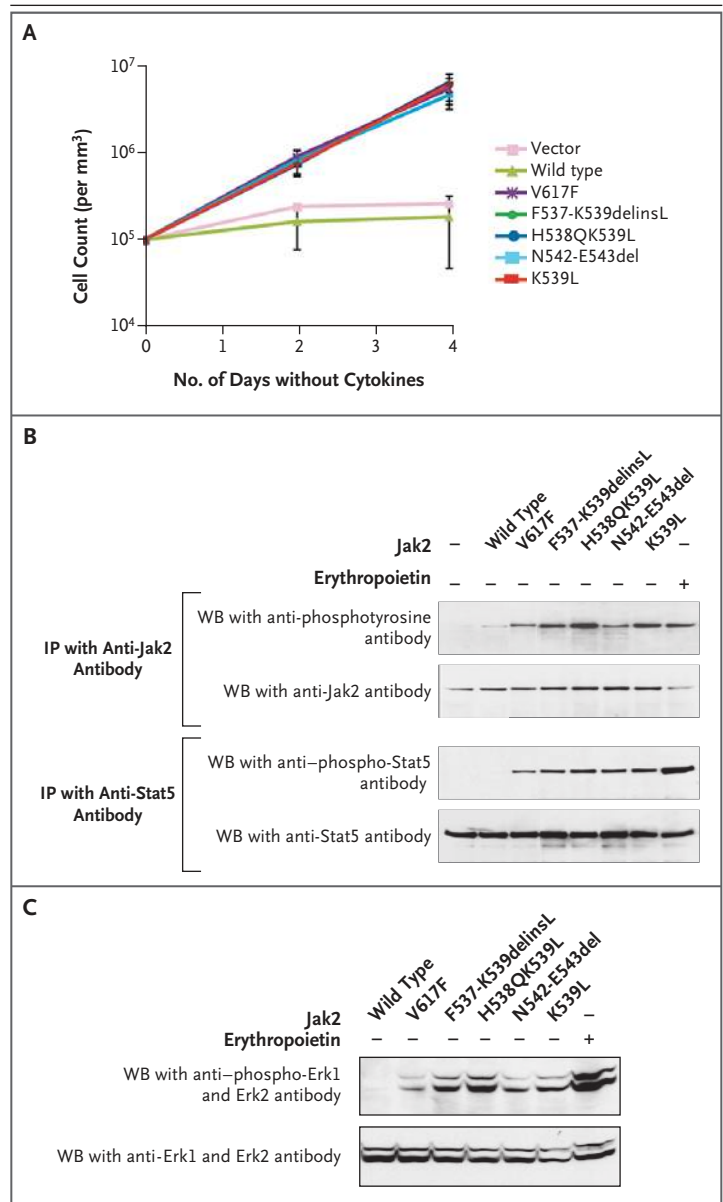 A
10⁷
10⁶
10⁵
10⁴
Cell Count (per mm³)
0 1 2 3 4
No. of Days without Cytokines
Vector
Wild type
V617F
F537-K539delinsL
H538QK539L
N542-E543del
K539L
B
Jak2 – Wild Type V617F F537-K539delinsL H538QK539L N542-E543del K539L –
Erythropoietin – – – – – – – +
IP with Anti-Jak2
Antibody
WB with anti-phosphotyrosine
antibody
WB with anti-Jak2 antibody
IP with Anti-Stat5
Antibody
WB with anti–phospho-Stat5
antibody
WB with anti-Stat5 antibody
C
Jak2 Wild Type V617F F537-K539delinsL H538QK539L N542-E543del K539L –
Erythropoietin – – – – – – +
WB with anti–phospho-Erk1
and Erk2 antibody
WB with anti-Erk1 and Erk2 antibody